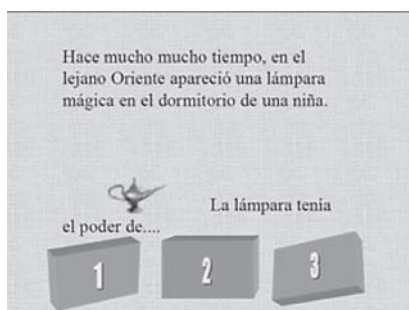 Hace mucho mucho tiempo, en el
lejano Oriente apareció una lámpara
mágica en el dormitorio de una niña.
La lámpara tenía
el poder de....
1 2 3